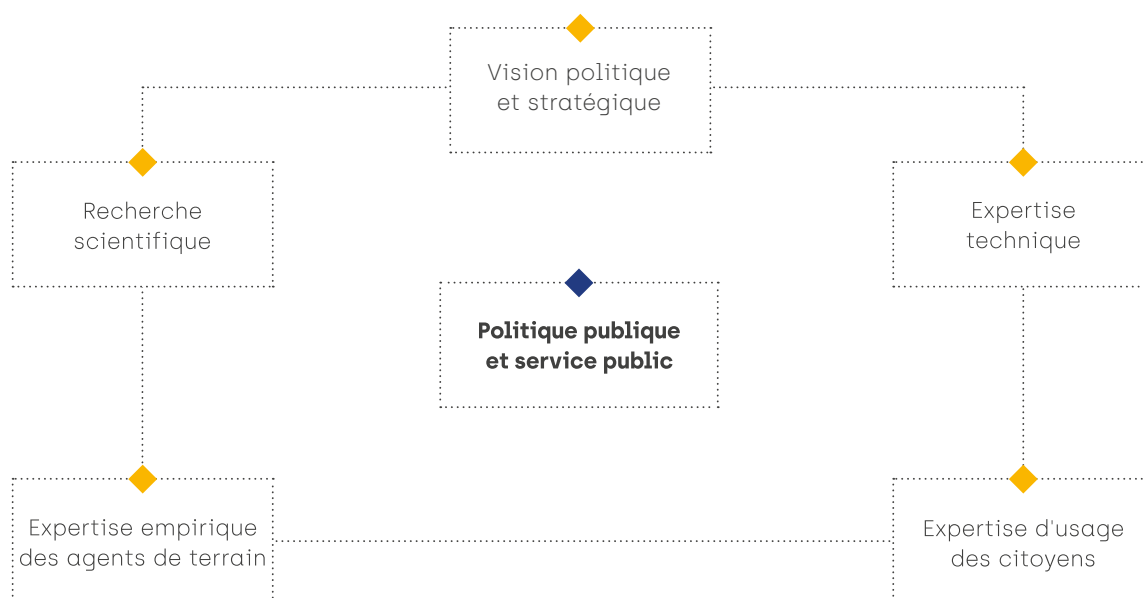 Vision politique
et stratégique
Recherche
scientifique
Expertise
technique
Politique publique
et service public
Expertise empirique
des agents de terrain
Expertise d'usage
des citoyens